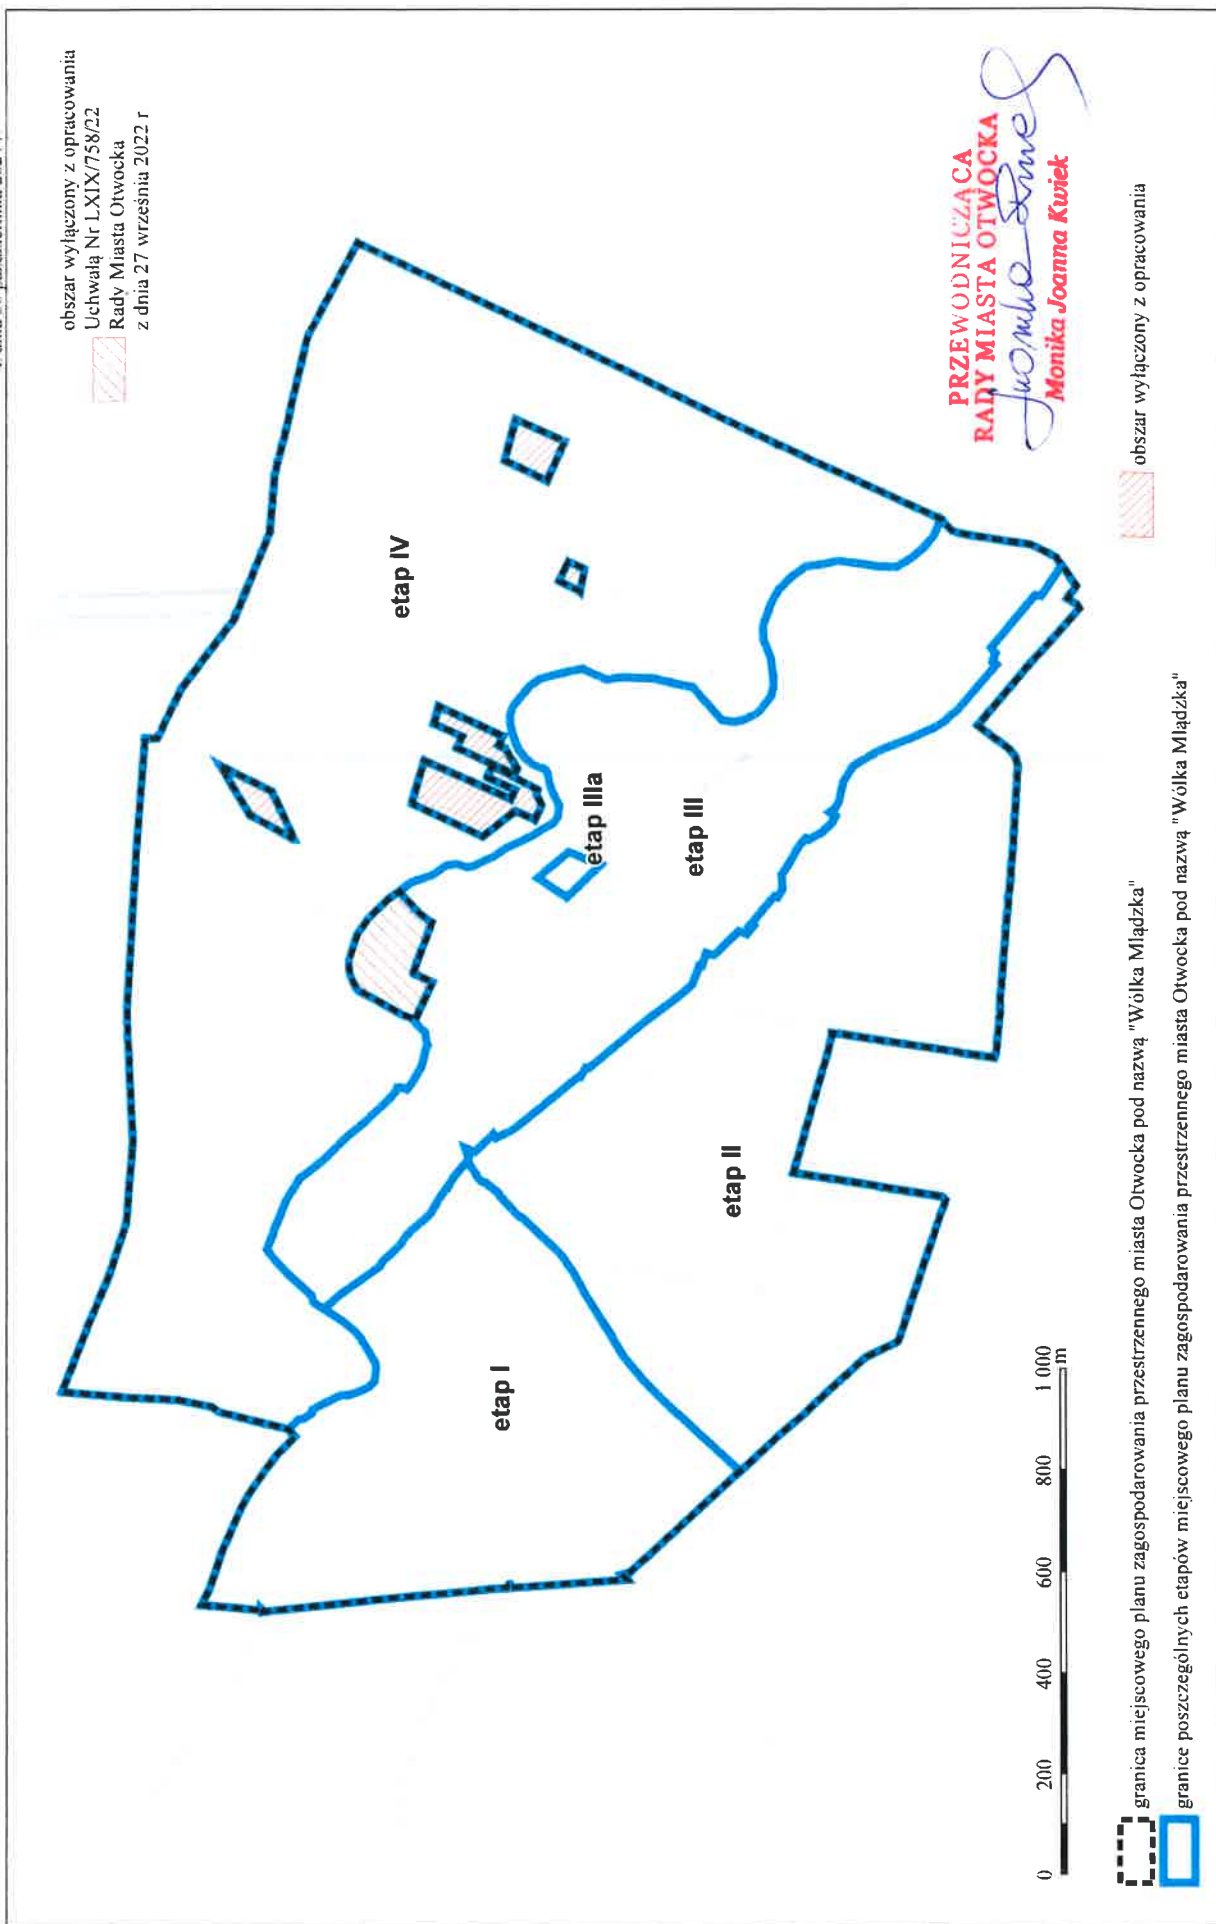 obszar wyłączony z opracowania
Uchwałą Nr LXIX/758/22
Rady Miasta Otwocka
z dnia 27 września 2022 r
etap IV
etap IIIa
etap III
etap II
etap I
PRZEWODNICZĄCA
RADY MIASTA OTWOCKA
Monika Joanna Kwiek
0 200 400 600 800 1 000
m
obszar wyłączony z opracowania
granica miejscowego planu zagospodarowania przestrzennego miasta Otwocka pod nazwą "Wólka Mlądzka"
granice poszczególnych etapów miejscowego planu zagospodarowania przestrzennego miasta Otwocka pod nazwą "Wólka Mlądzka"